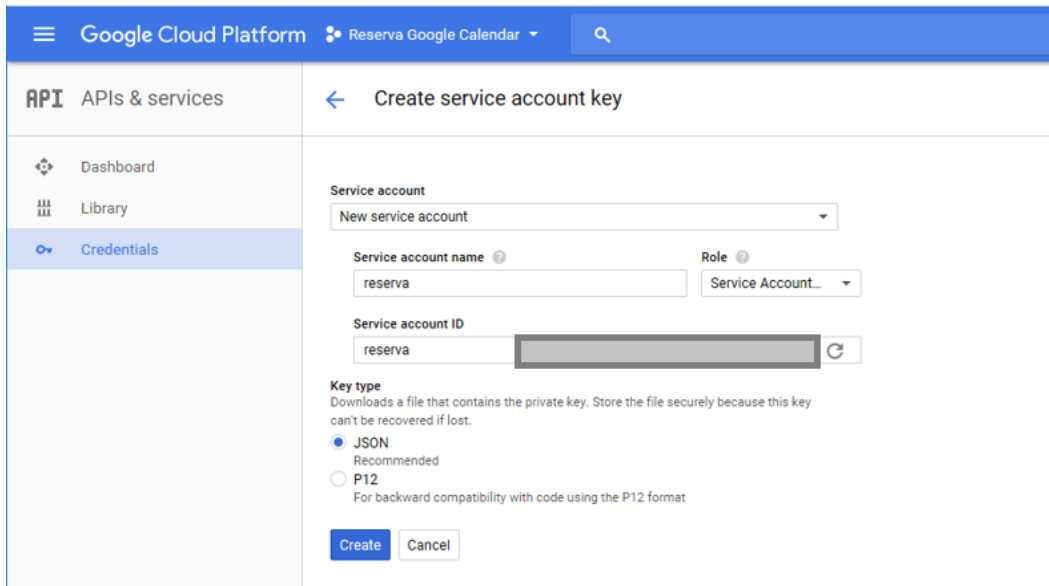 Google Cloud Platform Reserva Google Calendar
API APIs & services
Create service account key
Dashboard
Library
Credentials
Service account
New service account
Service account name Role
reserva Service Account...
Service account ID
reserva
Key type
Downloads a file that contains the private key. Store the file securely because this key
can't be recovered if lost.
JSON
Recommended
P12
For backward compatibility with code using the P12 format
Create Cancel